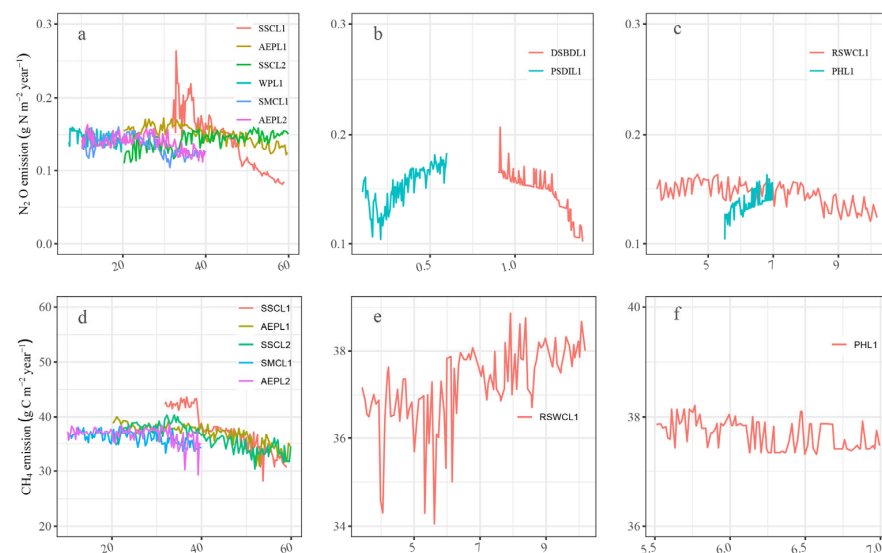 a
SSCL1
AEPL1
SSCL2
WPL1
SMCL1
AEPL2
N₂ O emission (g N m⁻² year⁻¹)
0.3
0.2
0.1
0.0
20
40
60
b
DSBDL1
PSDIL1
0.3
0.2
0.1
0.5
1.0
c
RSWCL1
PHL1
0.3
0.2
0.1
5
7
9
d
SSCL1
AEPL1
SSCL2
SMCL1
AEPL2
CH₄ emission (g C m⁻² year⁻¹)
60
50
40
30
20
20
40
60
e
RSWCL1
38
36
34
5
7
9
f
PHL1
40
38
36
5.5
6.0
6.5
7.0